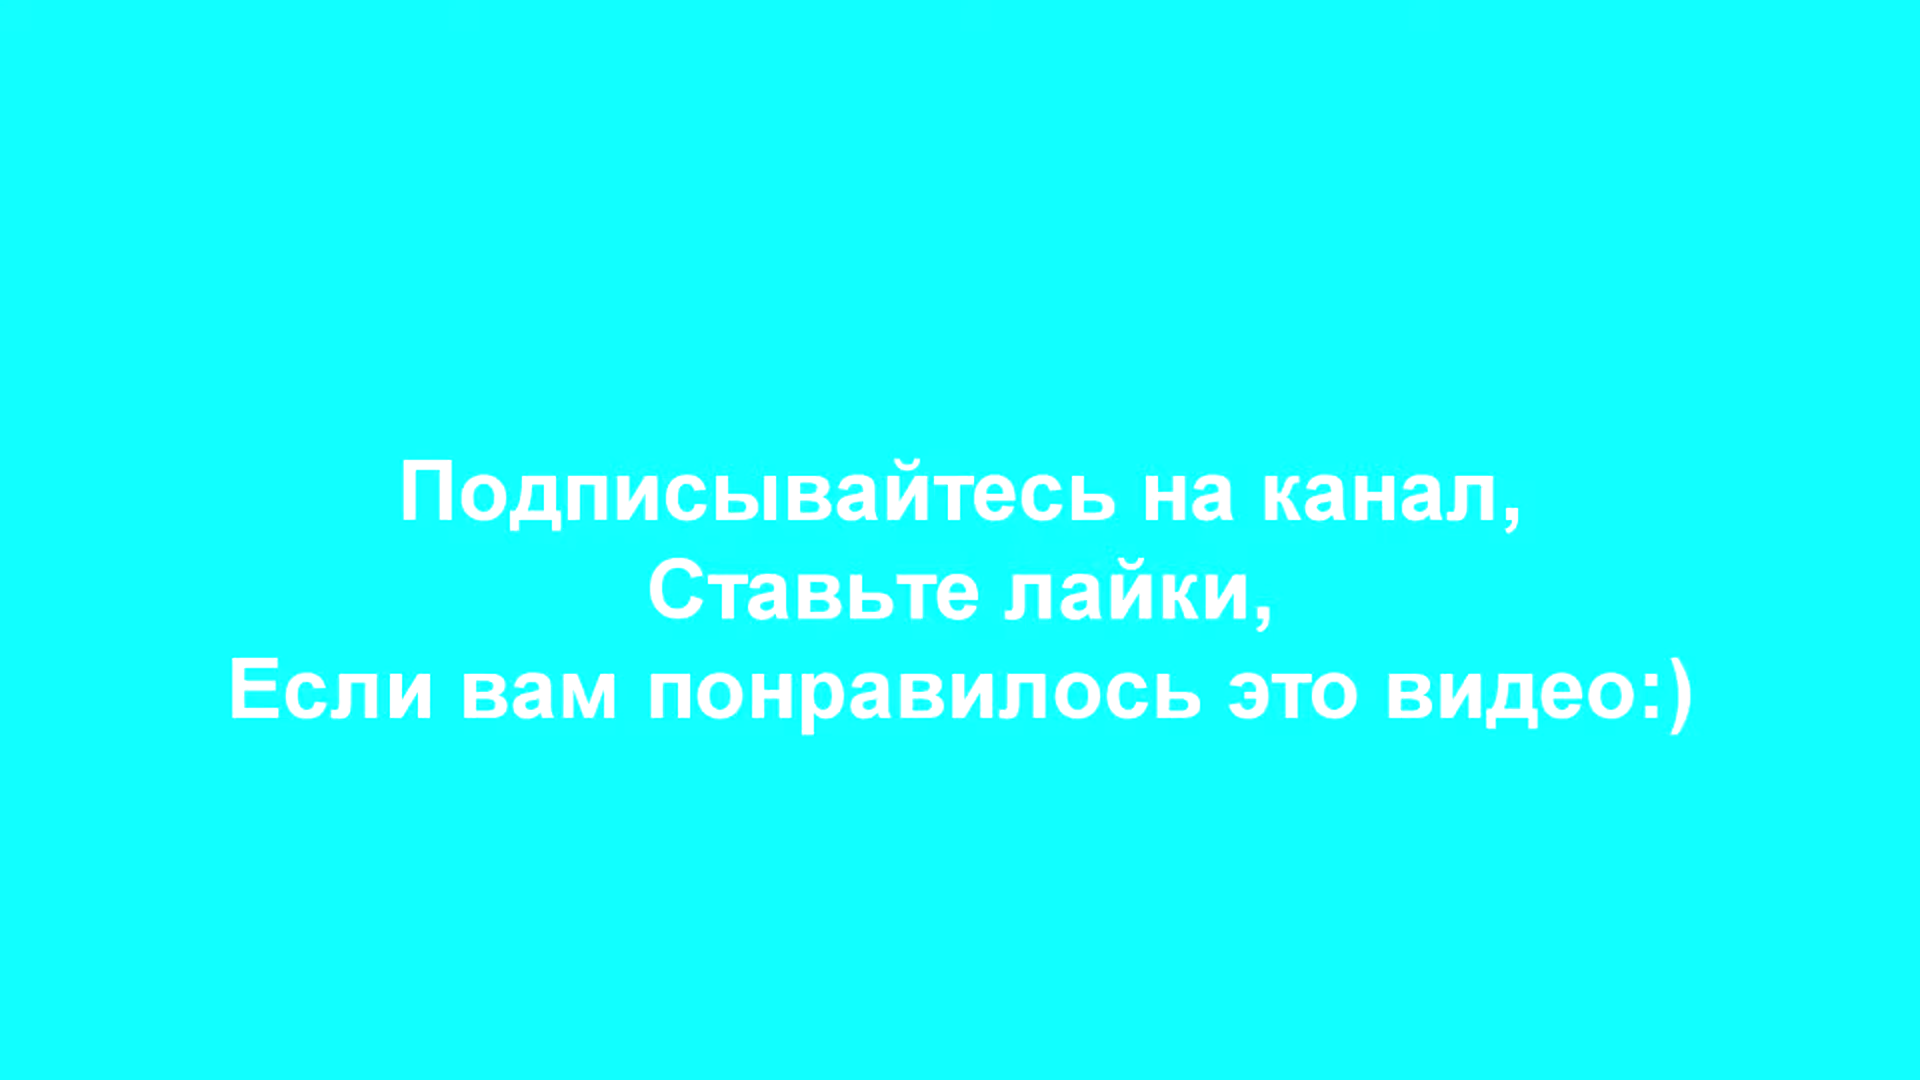 Подписывайтесь на канал,
Ставьте лайки,
Если вам понравилось это видео:)